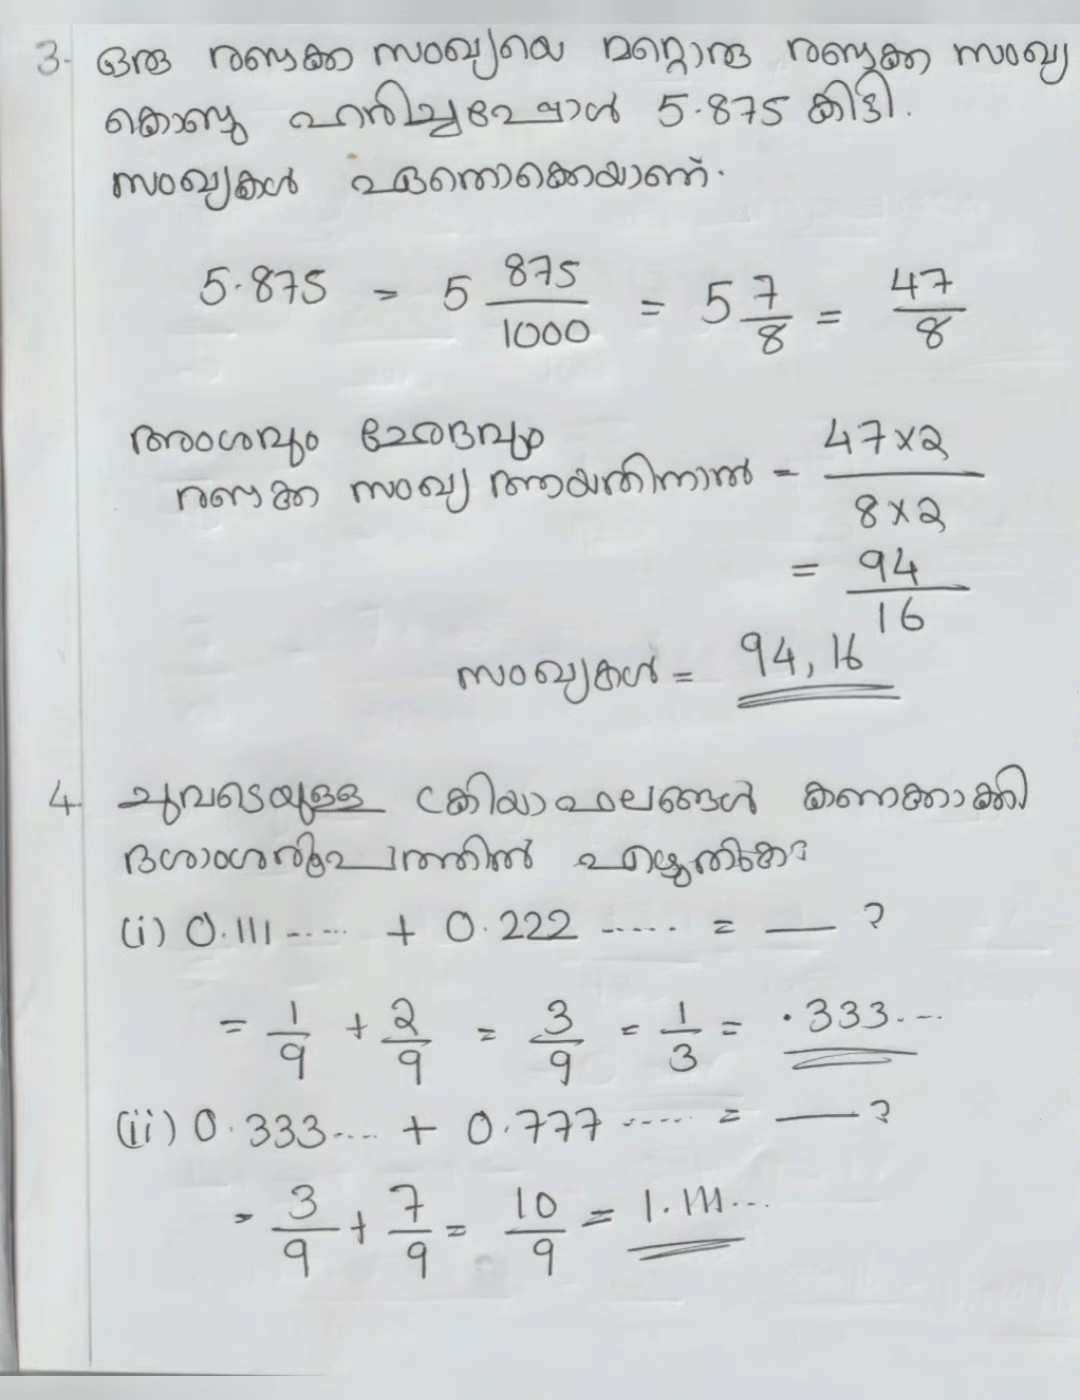 3. ഒരു രണ്ടക്ക സംഖ്യയെ മറ്റൊരു രണ്ടക്ക സംഖ്യ
കൊണ്ടു ഹരിച്ചപ്പോൾ 5.875 കിട്ടി.
സംഖ്യകൾ ഏതൊക്കെയാണ്.
5.875 = 5 875/1000 = 5 7/8 = 47/8
അംശവും ഛേദവും
രണ്ടക്ക സംഖ്യ ആയതിനാൽ = 47×2/8×2
= 94/16
സംഖ്യകൾ = 94, 16
4 ചുവടെയുള്ള ക്രിയാഫലങ്ങൾ കണക്കാക്കി
ദശാംശരൂപത്തിൽ എഴുതുക
(i) 0.111...... + 0.222 ...... = — ?
= 1/9 + 2/9 = 3/9 = 1/3 = .333...
(ii) 0.333.... + 0.777 ...... = — ?
= 3/9 + 7/9 = 10/9 = 1.111...